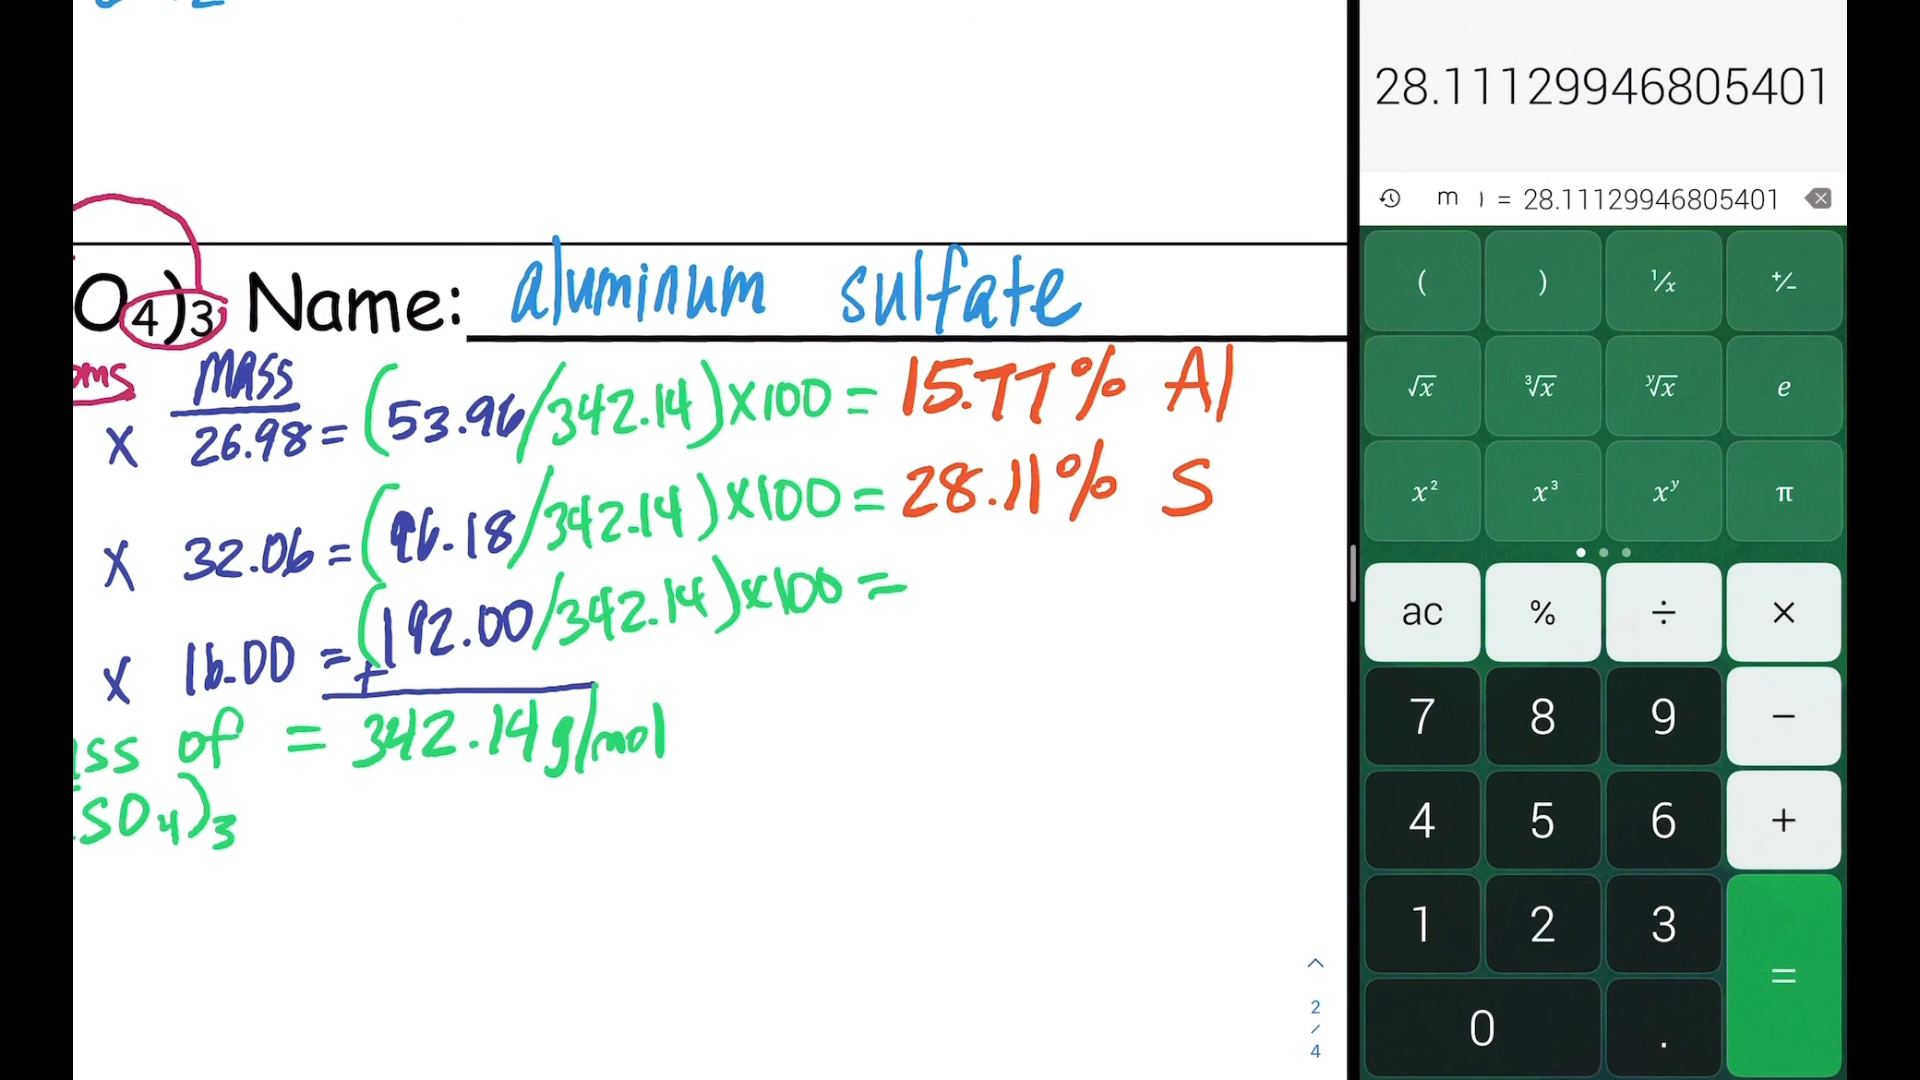 O4)3 Name: aluminum sulfate
oms MASS
x 26.98 = (53.96/342.14)x100 = 15.77% Al
x 32.06 = (96.18/342.14)x100 = 28.11% S
x 16.00 = +(192.00/342.14)x100 =
ss of = 342.14 g/mol
SO4)3
^
2
/
4
28.11129946805401
m ) = 28.11129946805401
( ) 1/x +/-
√x ³√x ʸ√x e
x² x³ xʸ π
ac % ÷ ×
7 8 9 −
4 5 6 +
1 2 3 =
0 .